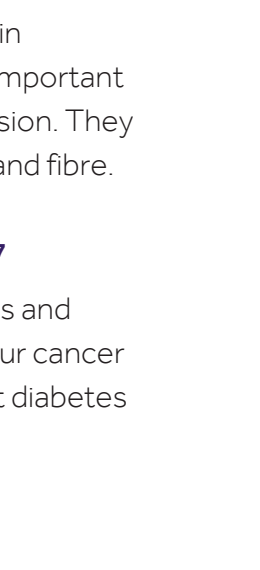 in
mportant
sion. They
and fibre.
s and
ur cancer
t diabetes